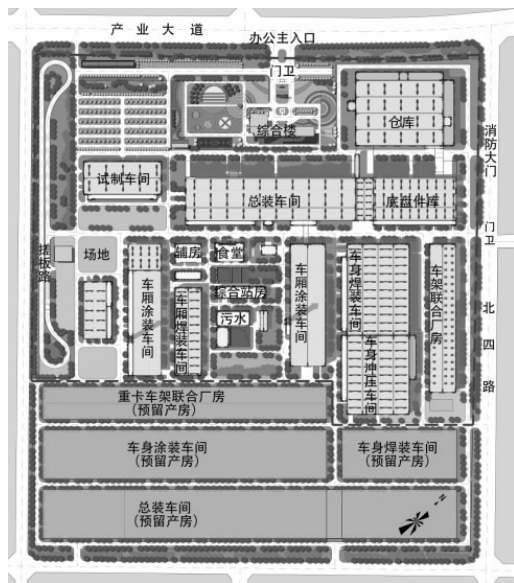 产业大道
办公主入口
门卫
综合楼
仓库
消防大门
试制车间
总装车间
底盘件库
门卫
搓板路
场地
辅房
食堂
车厢涂装车间
车厢焊装车间
综合站房
污水
车厢涂装车间
车身焊装车间
车身冲压车间
车架联合厂房
北四路
重卡车架联合厂房
(预留产房)
车身涂装车间
(预留产房)
车身焊装车间
(预留产房)
总装车间
(预留产房)
N